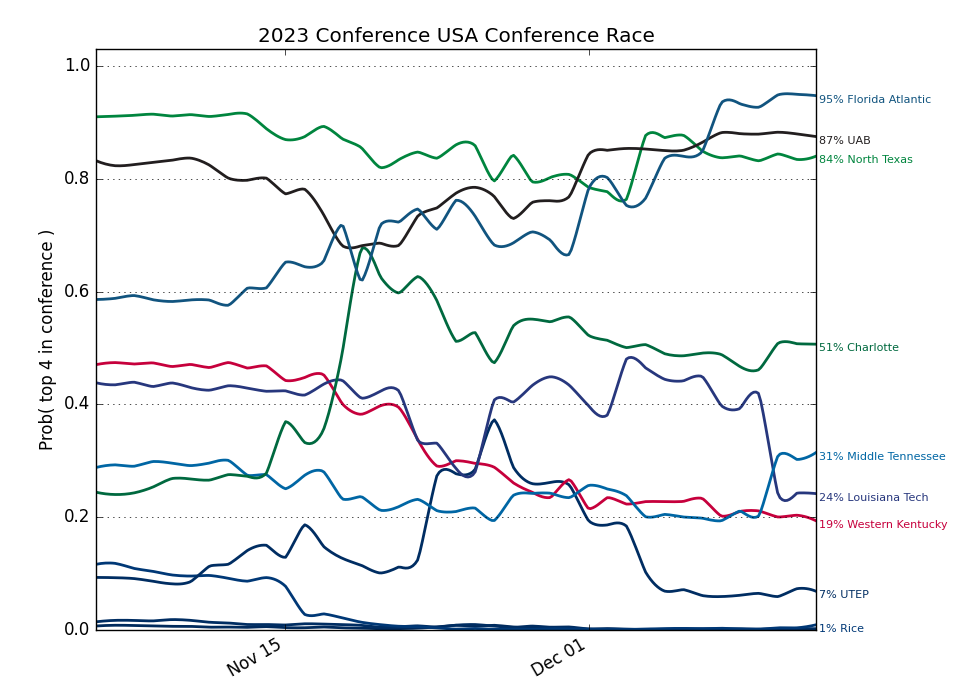 2023 Conference USA Conference Race
Prob( top 4 in conference )
1.0
0.8
0.6
0.4
0.2
0.0
Nov 15
Dec 01
95% Florida Atlantic
87% UAB
84% North Texas
51% Charlotte
31% Middle Tennessee
24% Louisiana Tech
19% Western Kentucky
7% UTEP
1% Rice